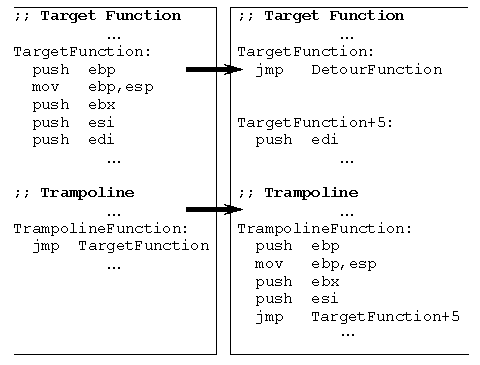 ;; Target Function
...
TargetFunction:
push ebp
mov ebp,esp
push ebx
push esi
push edi
...
;; Trampoline
...
TrampolineFunction:
jmp TargetFunction
...
;; Target Function
...
TargetFunction:
jmp DetourFunction
TargetFunction+5:
push edi
...
;; Trampoline
...
TrampolineFunction:
push ebp
mov ebp,esp
push ebx
push esi
jmp TargetFunction+5
...